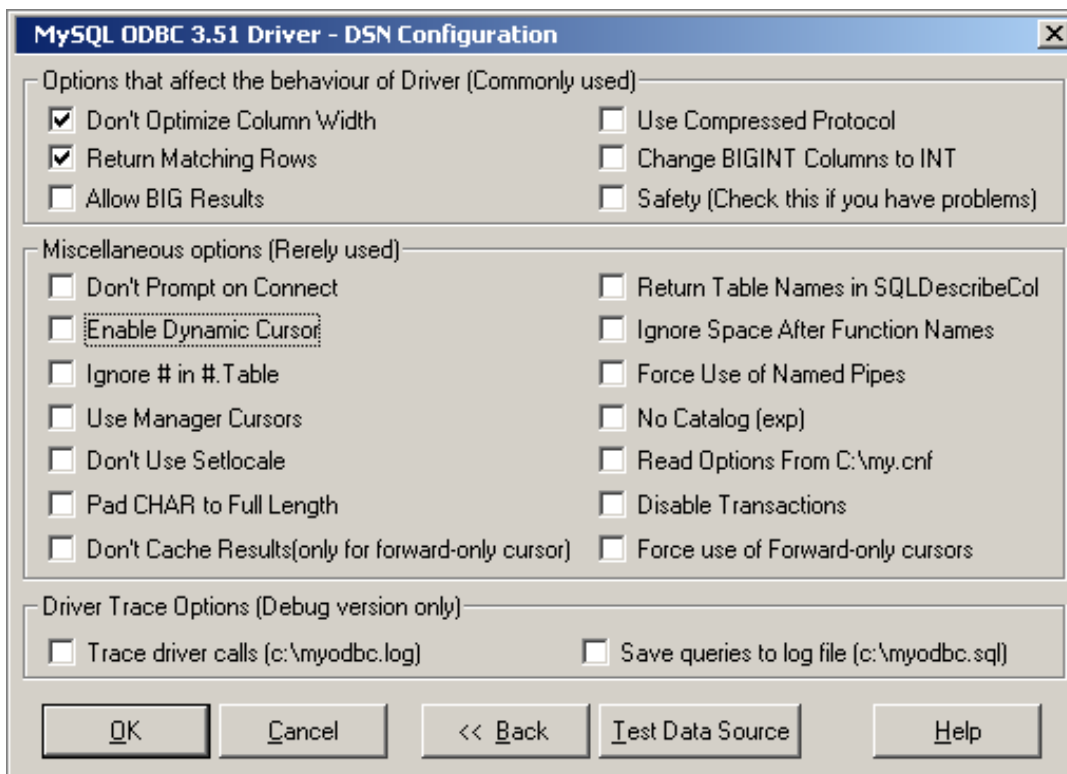 MySQL ODBC 3.51 Driver - DSN Configuration
Options that affect the behaviour of Driver (Commonly used)
Don't Optimize Column Width
Use Compressed Protocol
Return Matching Rows
Change BIGINT Columns to INT
Allow BIG Results
Safety (Check this if you have problems)
Miscellaneous options (Rerely used)
Don't Prompt on Connect
Return Table Names in SQLDescribeCol
Enable Dynamic Cursor
Ignore Space After Function Names
Ignore # in #.Table
Force Use of Named Pipes
Use Manager Cursors
No Catalog (exp)
Don't Use Setlocale
Read Options From C:\my.cnf
Pad CHAR to Full Length
Disable Transactions
Don't Cache Results(only for forward-only cursor)
Force use of Forward-only cursors
Driver Trace Options (Debug version only)
Trace driver calls (c:\myodbc.log)
Save queries to log file (c:\myodbc.sql)
OK
Cancel
<< Back
Test Data Source
Help